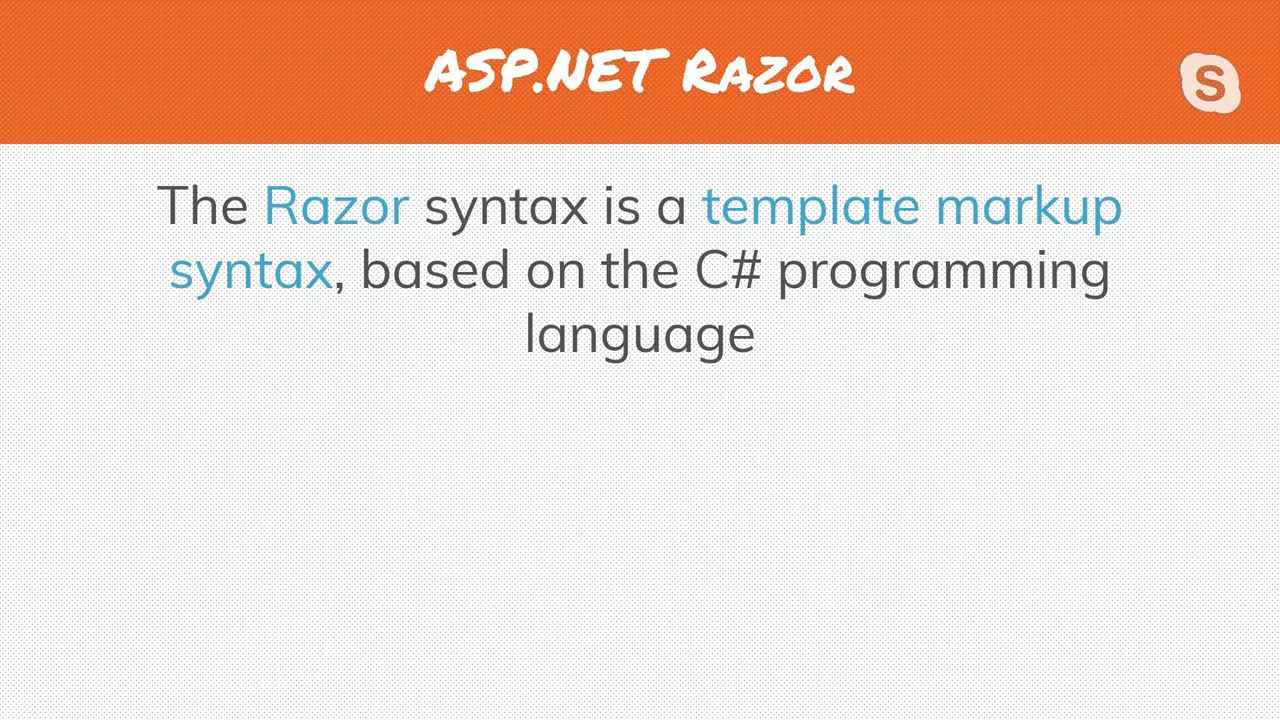 ASP.NET RAZOR
S
The Razor syntax is a template markup
syntax, based on the C# programming
language